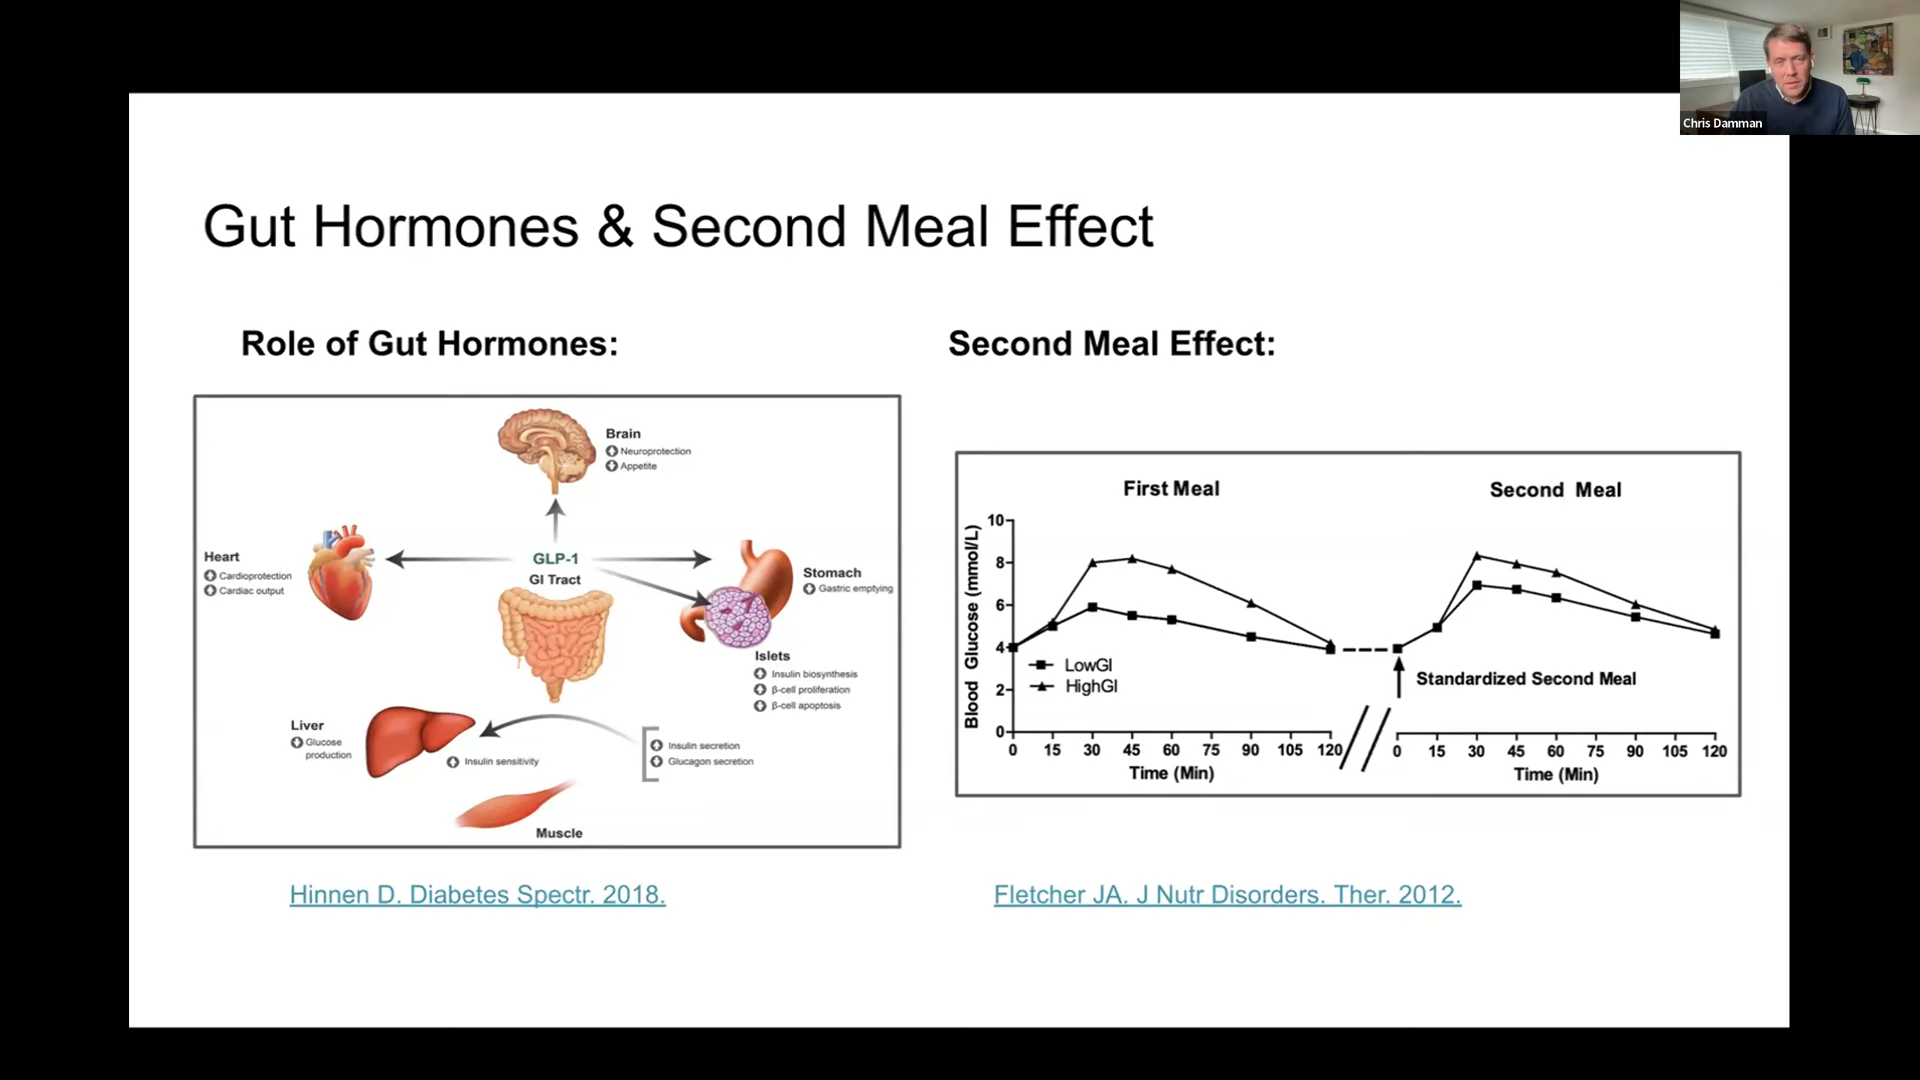 Chris Damman
Gut Hormones & Second Meal Effect
Role of Gut Hormones:
Brain
Neuroprotection
Appetite
Heart
Cardioprotection
Cardiac output
GLP-1
GI Tract
Stomach
Gastric emptying
Islets
Insulin biosynthesis
β-cell proliferation
β-cell apoptosis
Liver
Glucose
production
Insulin sensitivity
Insulin secretion
Glucagon secretion
Muscle
Hinnen D. Diabetes Spectr. 2018.
Second Meal Effect:
First Meal
Second Meal
Blood Glucose (mmol/L)
10
8
6
4
2
0
LowGI
HighGI
Standardized Second Meal
0 15 30 45 60 75 90 105 120
0 15 30 45 60 75 90 105 120
Time (Min)
Time (Min)
Fletcher JA. J Nutr Disorders. Ther. 2012.